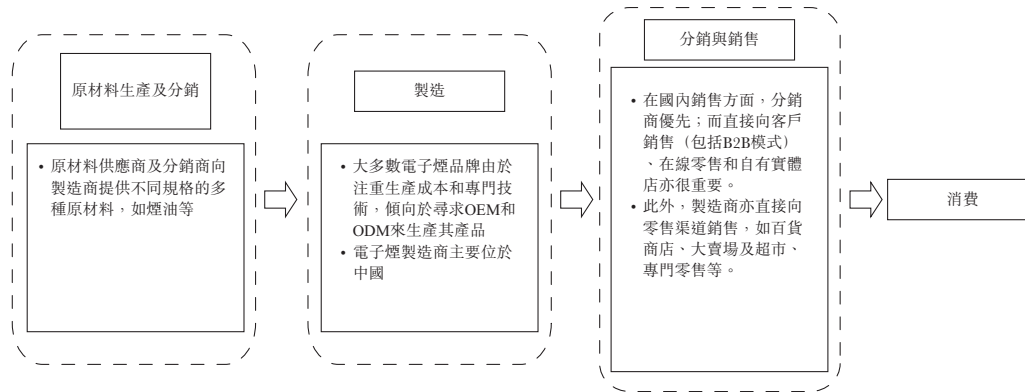 原材料生產及分銷
• 原材料供應商及分銷商向
製造商提供不同規格的多
種原材料，如煙油等
製造
• 大多數電子煙品牌由於
注重生產成本和專門技
術，傾向於尋求OEM和
ODM來生產其產品
• 電子煙製造商主要位於
中國
分銷與銷售
• 在國內銷售方面，分銷
商優先；而直接向客戶
銷售（包括B2B模式）
、在線零售和自有實體
店亦很重要。
• 此外，製造商亦直接向
零售渠道銷售，如百貨
商店、大賣場及超市、
專門零售等。
消費